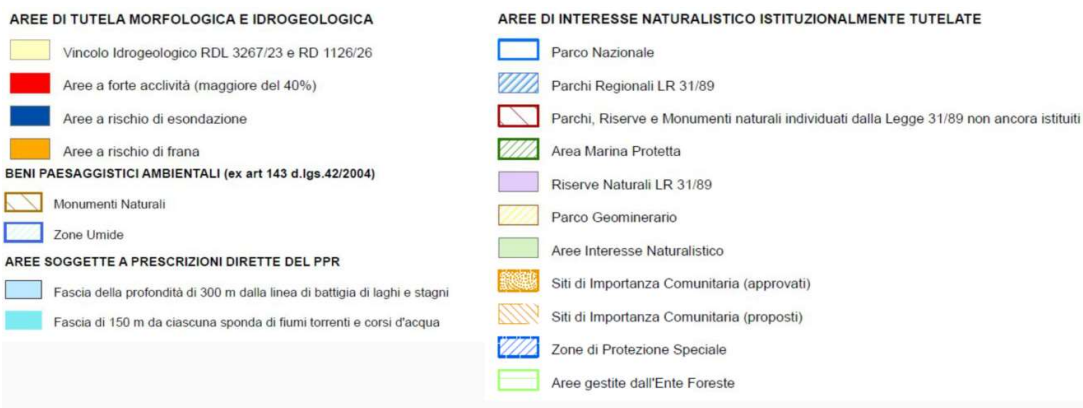 AREE DI TUTELA MORFOLOGICA E IDROGEOLOGICA
Vincolo Idrogeologico RDL 3267/23 e RD 1126/26
Aree a forte acclività (maggiore del 40%)
Aree a rischio di esondazione
Aree a rischio di frana
BENI PAESAGGISTICI AMBIENTALI (ex art 143 d.lgs.42/2004)
Monumenti Naturali
Zone Umide
AREE SOGGETTE A PRESCRIZIONI DIRETTE DEL PPR
Fascia della profondità di 300 m dalla linea di battigia di laghi e stagni
Fascia di 150 m da ciascuna sponda di fiumi torrenti e corsi d'acqua
AREE DI INTERESSE NATURALISTICO ISTITUZIONALMENTE TUTELATE
Parco Nazionale
Parchi Regionali LR 31/89
Parchi, Riserve e Monumenti naturali individuati dalla Legge 31/89 non ancora istituiti
Area Marina Protetta
Riserve Naturali LR 31/89
Parco Geominerario
Aree Interesse Naturalistico
Siti di Importanza Comunitaria (approvati)
Siti di Importanza Comunitaria (proposti)
Zone di Protezione Speciale
Aree gestite dall'Ente Foreste